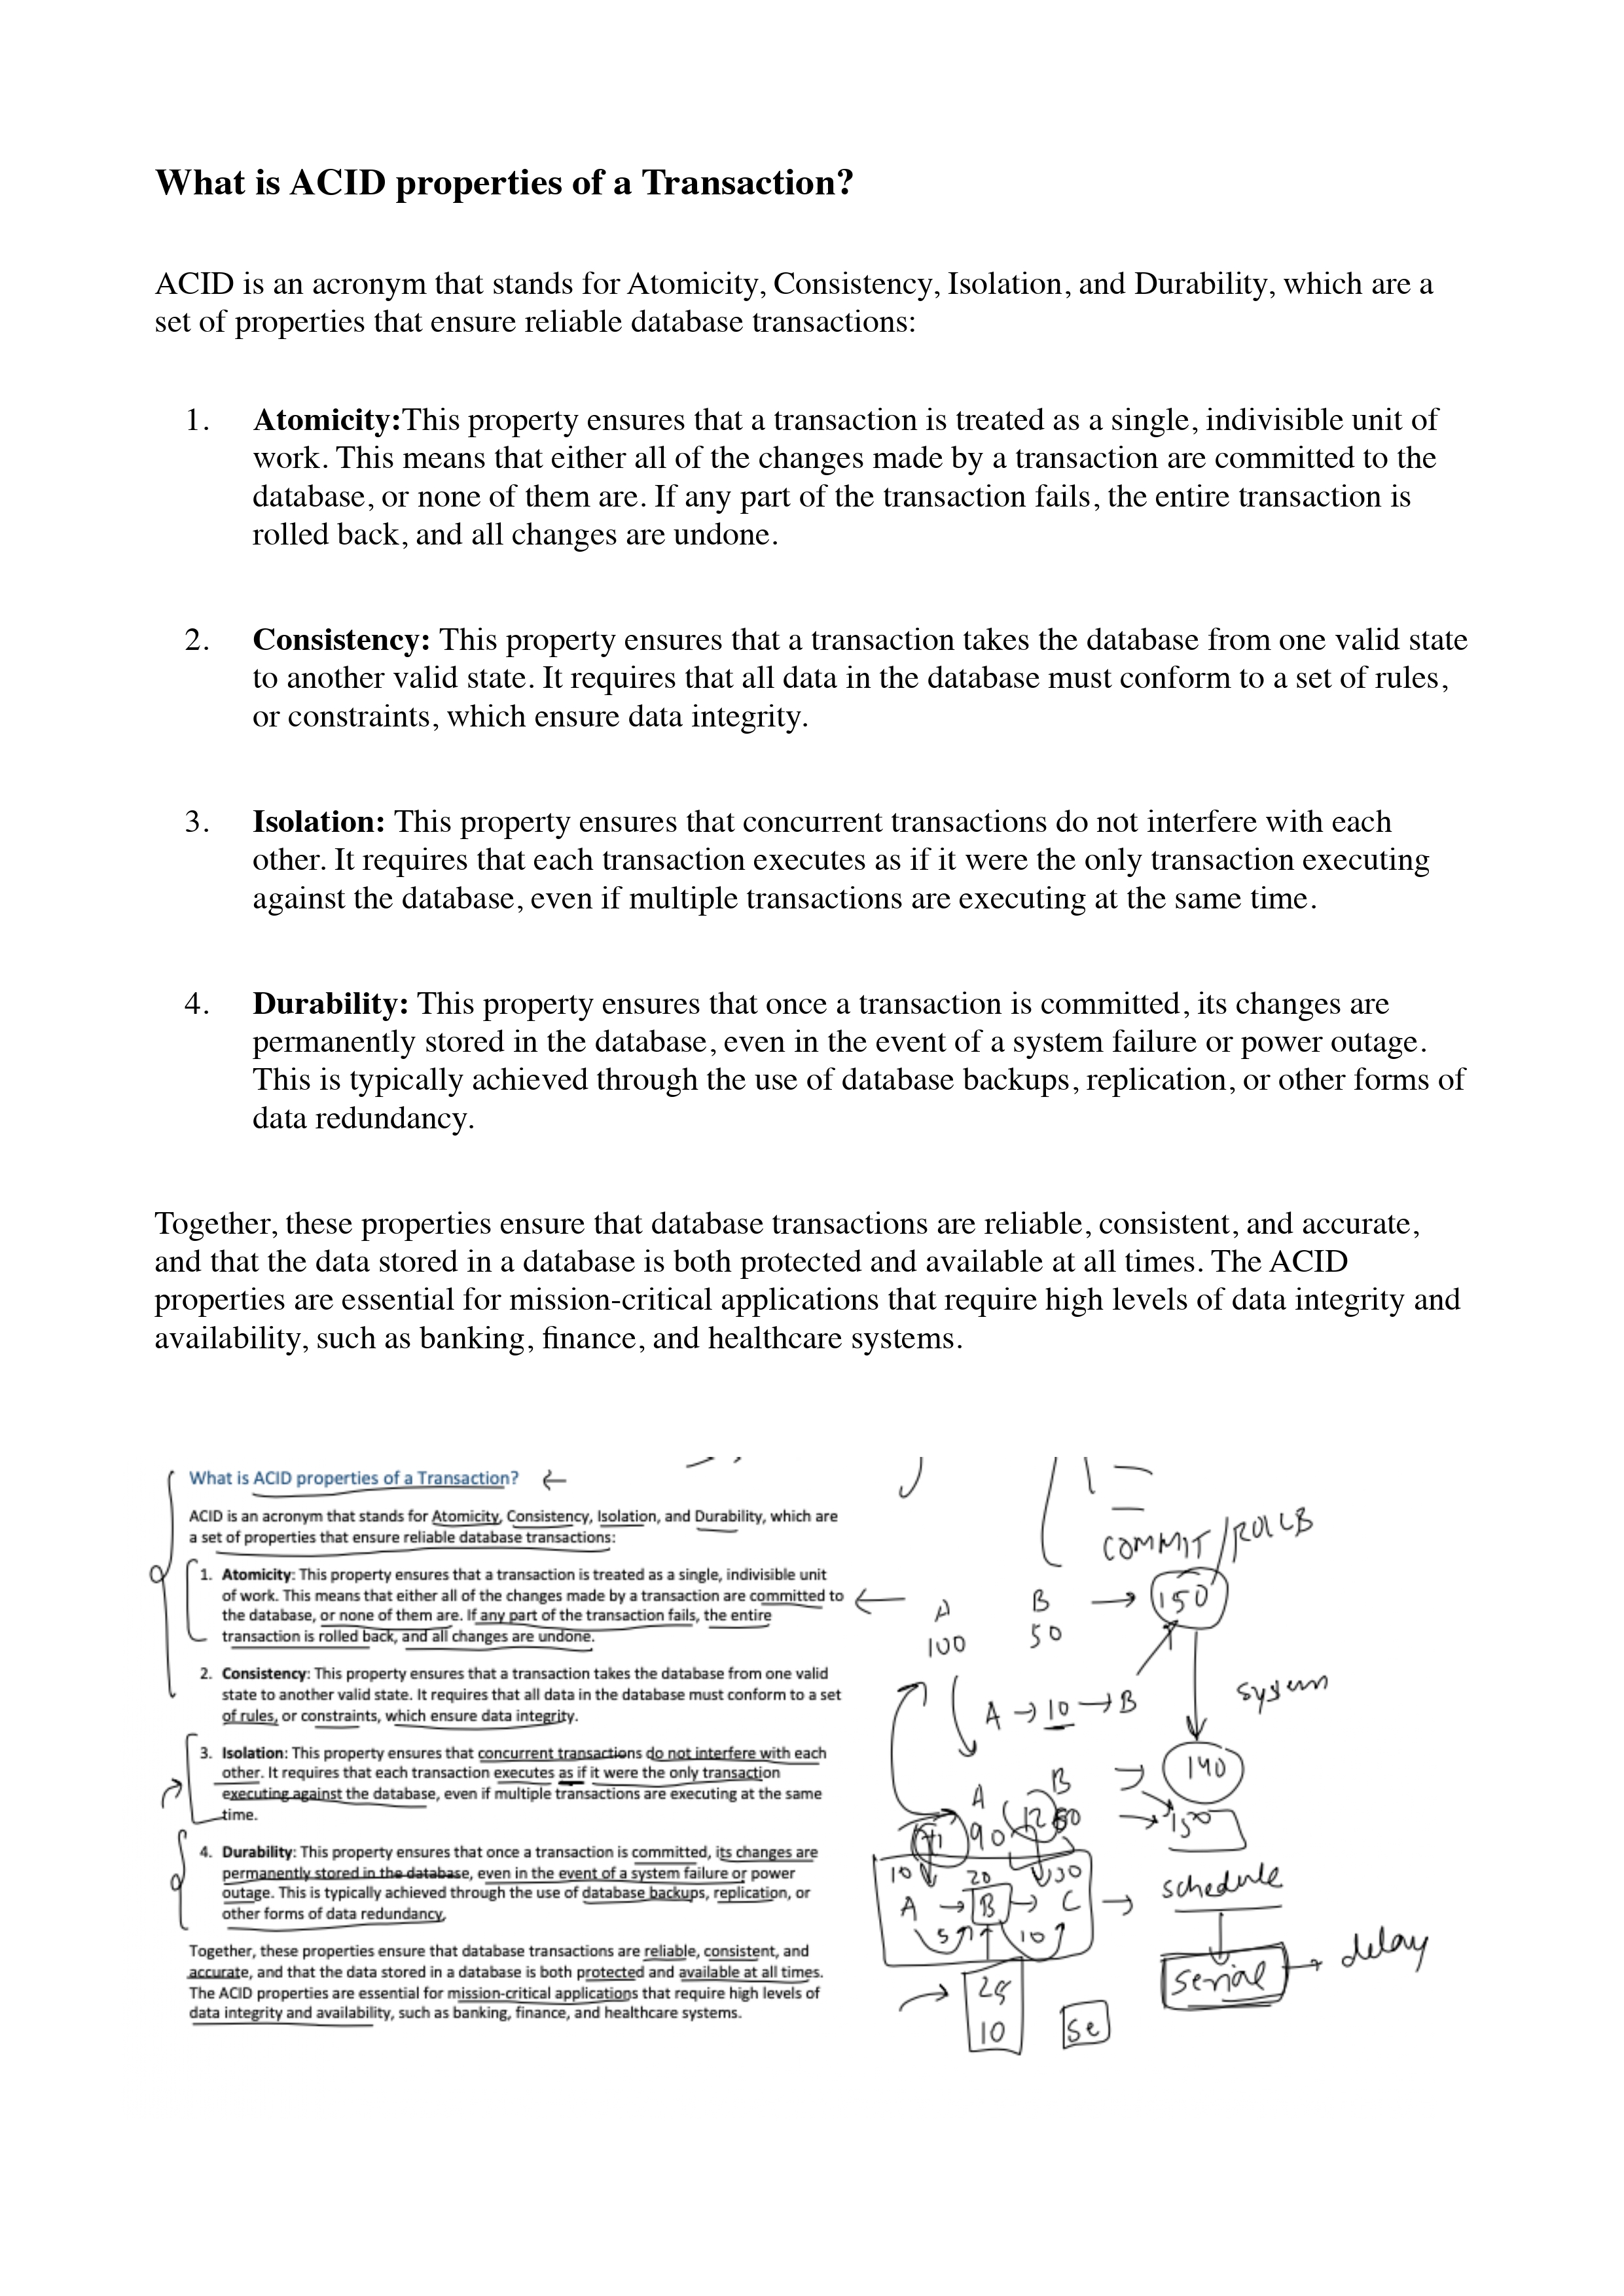 What is ACID properties of a Transaction?
ACID is an acronym that stands for Atomicity, Consistency, Isolation, and Durability, which are a
set of properties that ensure reliable database transactions:
1. Atomicity:This property ensures that a transaction is treated as a single, indivisible unit of
work. This means that either all of the changes made by a transaction are committed to the
database, or none of them are. If any part of the transaction fails, the entire transaction is
rolled back, and all changes are undone.
2. Consistency: This property ensures that a transaction takes the database from one valid state
to another valid state. It requires that all data in the database must conform to a set of rules,
or constraints, which ensure data integrity.
3. Isolation: This property ensures that concurrent transactions do not interfere with each
other. It requires that each transaction executes as if it were the only transaction executing
against the database, even if multiple transactions are executing at the same time.
4. Durability: This property ensures that once a transaction is committed, its changes are
permanently stored in the database, even in the event of a system failure or power outage.
This is typically achieved through the use of database backups, replication, or other forms of
data redundancy.
Together, these properties ensure that database transactions are reliable, consistent, and accurate,
and that the data stored in a database is both protected and available at all times. The ACID
properties are essential for mission-critical applications that require high levels of data integrity and
availability, such as banking, finance, and healthcare systems.
What is ACID properties of a Transaction?
ACID is an acronym that stands for Atomicity, Consistency, Isolation, and Durability, which are
a set of properties that ensure reliable database transactions:
1. Atomicity: This property ensures that a transaction is treated as a single, indivisible unit
of work. This means that either all of the changes made by a transaction are committed to
the database, or none of them are. If any part of the transaction fails, the entire
transaction is rolled back, and all changes are undone.
2. Consistency: This property ensures that a transaction takes the database from one valid
state to another valid state. It requires that all data in the database must conform to a set
of rules, or constraints, which ensure data integrity.
3. Isolation: This property ensures that concurrent transactions do not interfere with each
other. It requires that each transaction executes as if it were the only transaction
executing against the database, even if multiple transactions are executing at the same
time.
4. Durability: This property ensures that once a transaction is committed, its changes are
permanently stored in the database, even in the event of a system failure or power
outage. This is typically achieved through the use of database backups, replication, or
other forms of data redundancy.
Together, these properties ensure that database transactions are reliable, consistent, and
accurate, and that the data stored in a database is both protected and available at all times.
The ACID properties are essential for mission-critical applications that require high levels of
data integrity and availability, such as banking, finance, and healthcare systems.
COMMIT/ROLLB
A B → 150
100 50
A → 10 → B
system
140
A B
90
150
10 20 30
A → B → C → schedule
5 10
serial → delay
25
10
se